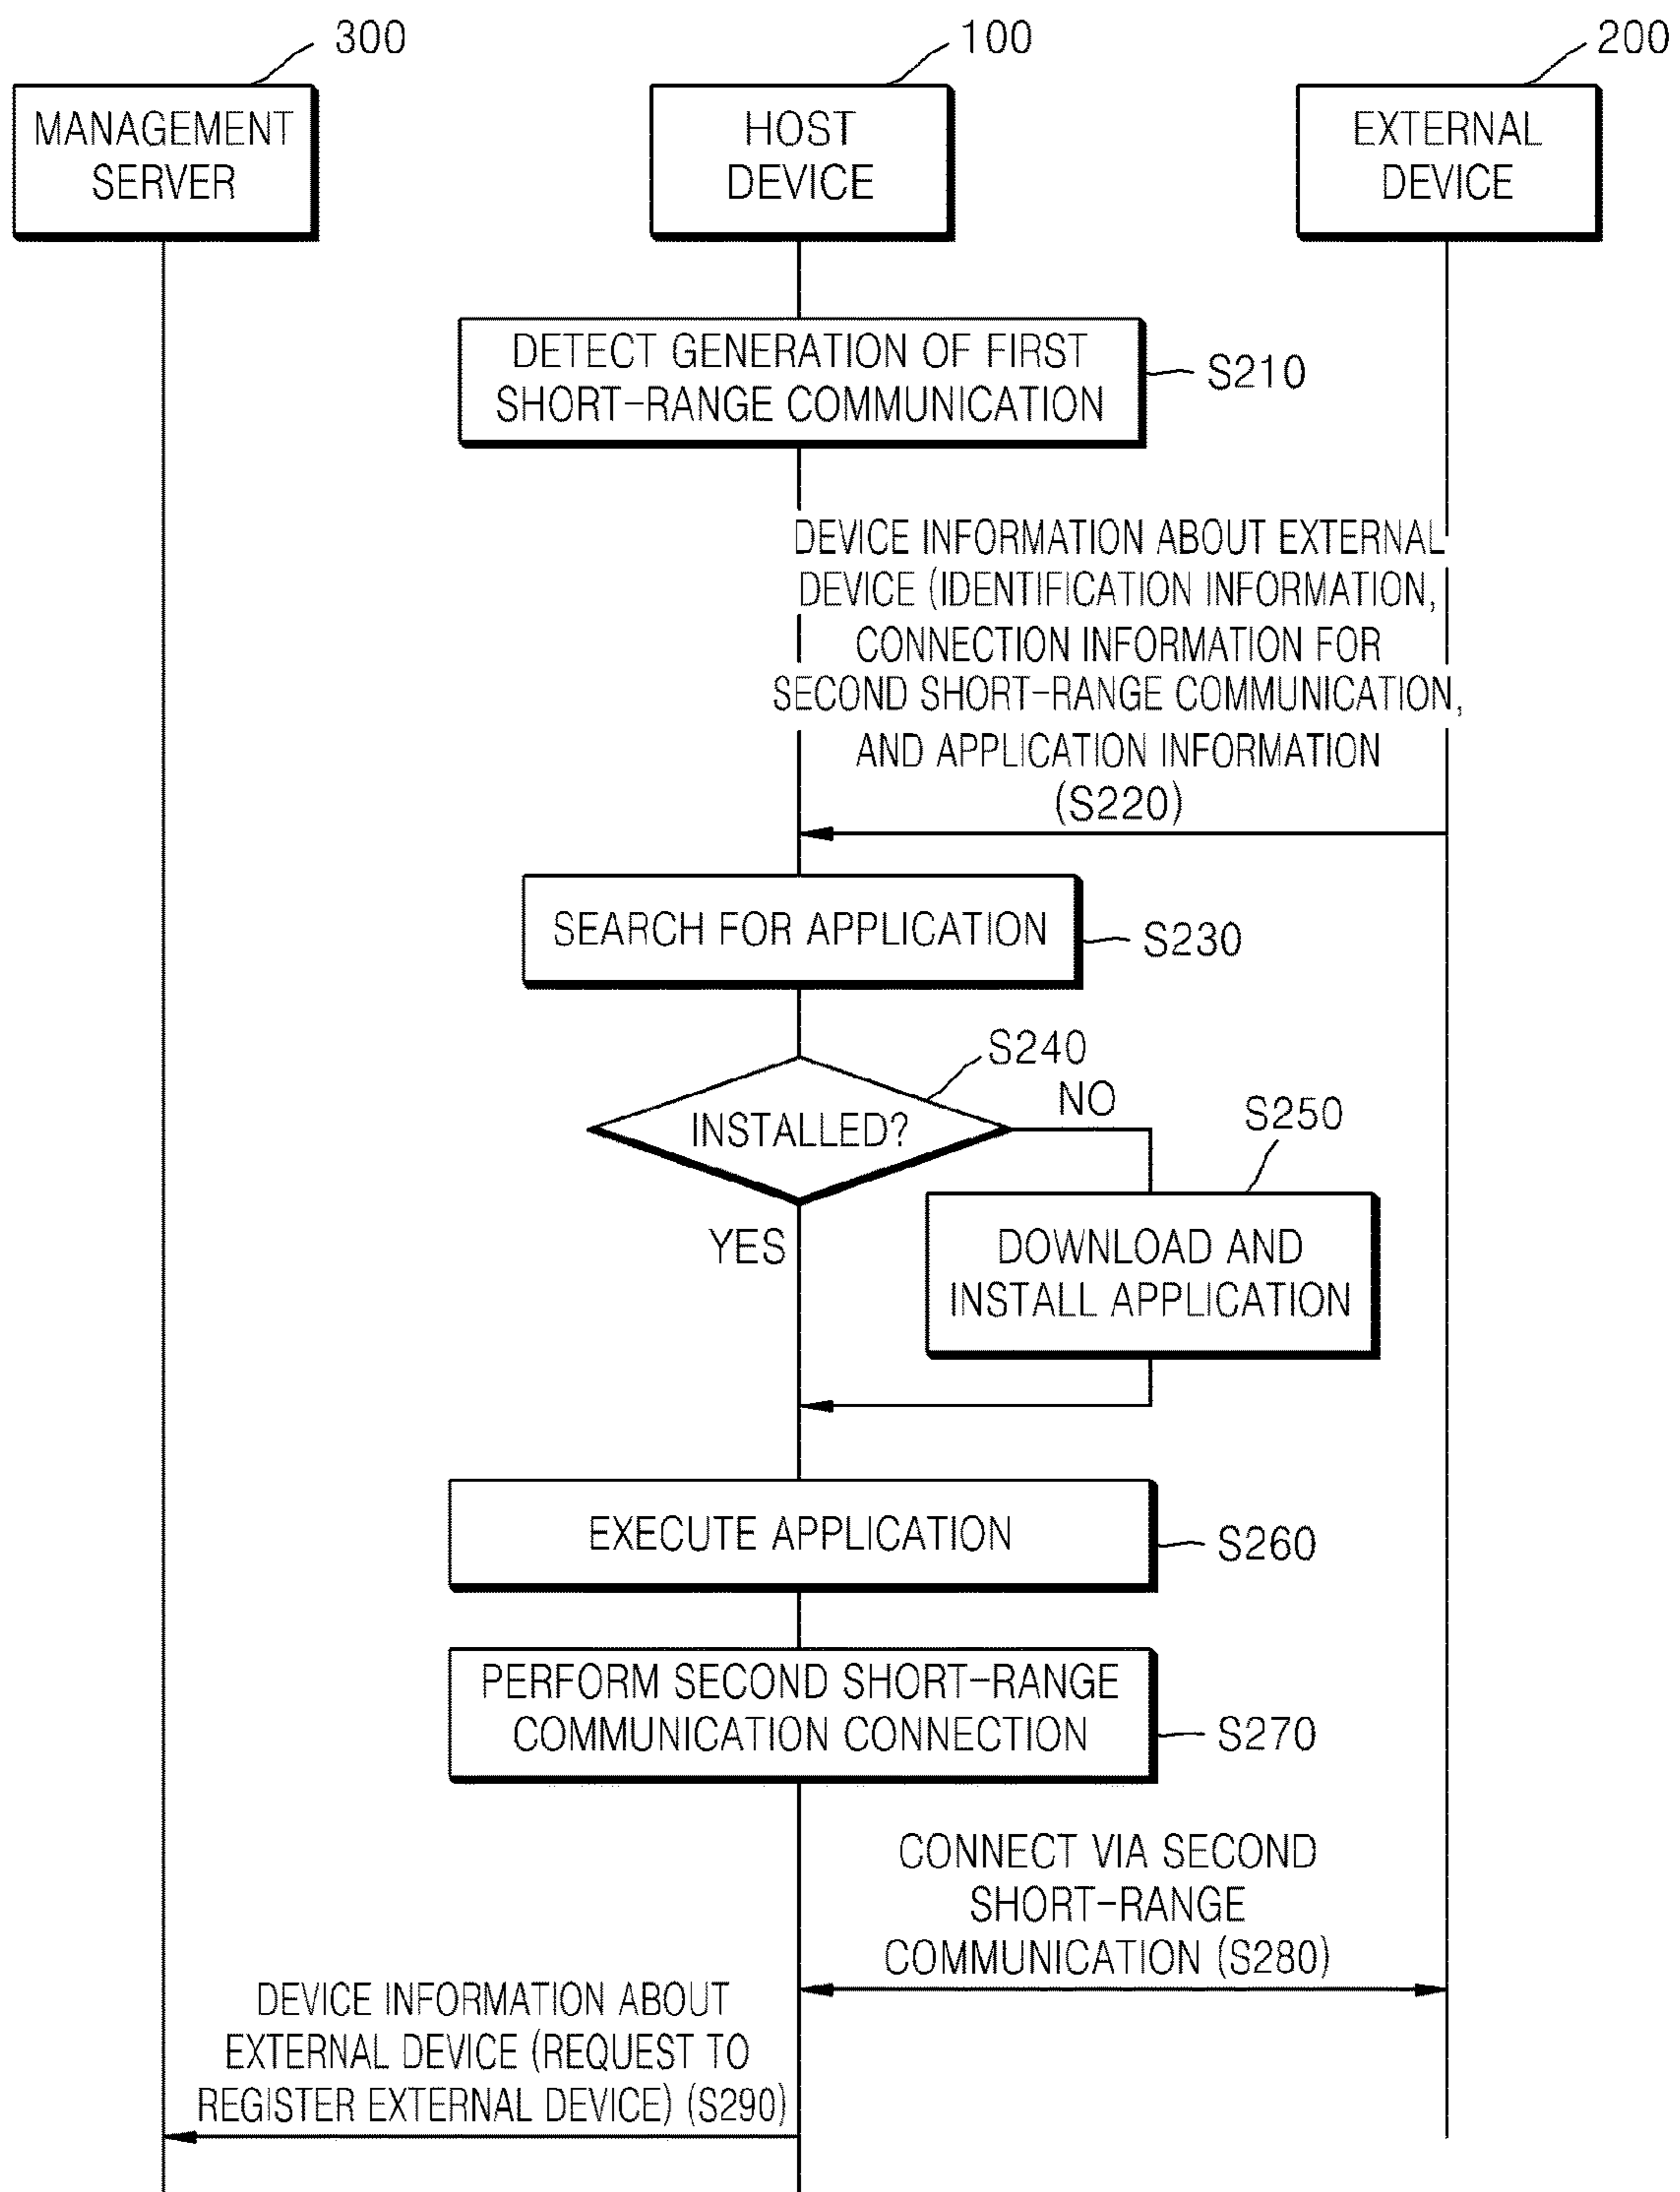 300
100
200
MANAGEMENT
SERVER
HOST
DEVICE
EXTERNAL
DEVICE
DETECT GENERATION OF FIRST
SHORT-RANGE COMMUNICATION
S210
DEVICE INFORMATION ABOUT EXTERNAL
DEVICE (IDENTIFICATION INFORMATION,
CONNECTION INFORMATION FOR
SECOND SHORT-RANGE COMMUNICATION,
AND APPLICATION INFORMATION
(S220)
SEARCH FOR APPLICATION
S230
S240
INSTALLED?
NO
S250
YES
DOWNLOAD AND
INSTALL APPLICATION
EXECUTE APPLICATION
S260
PERFORM SECOND SHORT-RANGE
COMMUNICATION CONNECTION
S270
CONNECT VIA SECOND
SHORT-RANGE
COMMUNICATION (S280)
DEVICE INFORMATION ABOUT
EXTERNAL DEVICE (REQUEST TO
REGISTER EXTERNAL DEVICE) (S290)